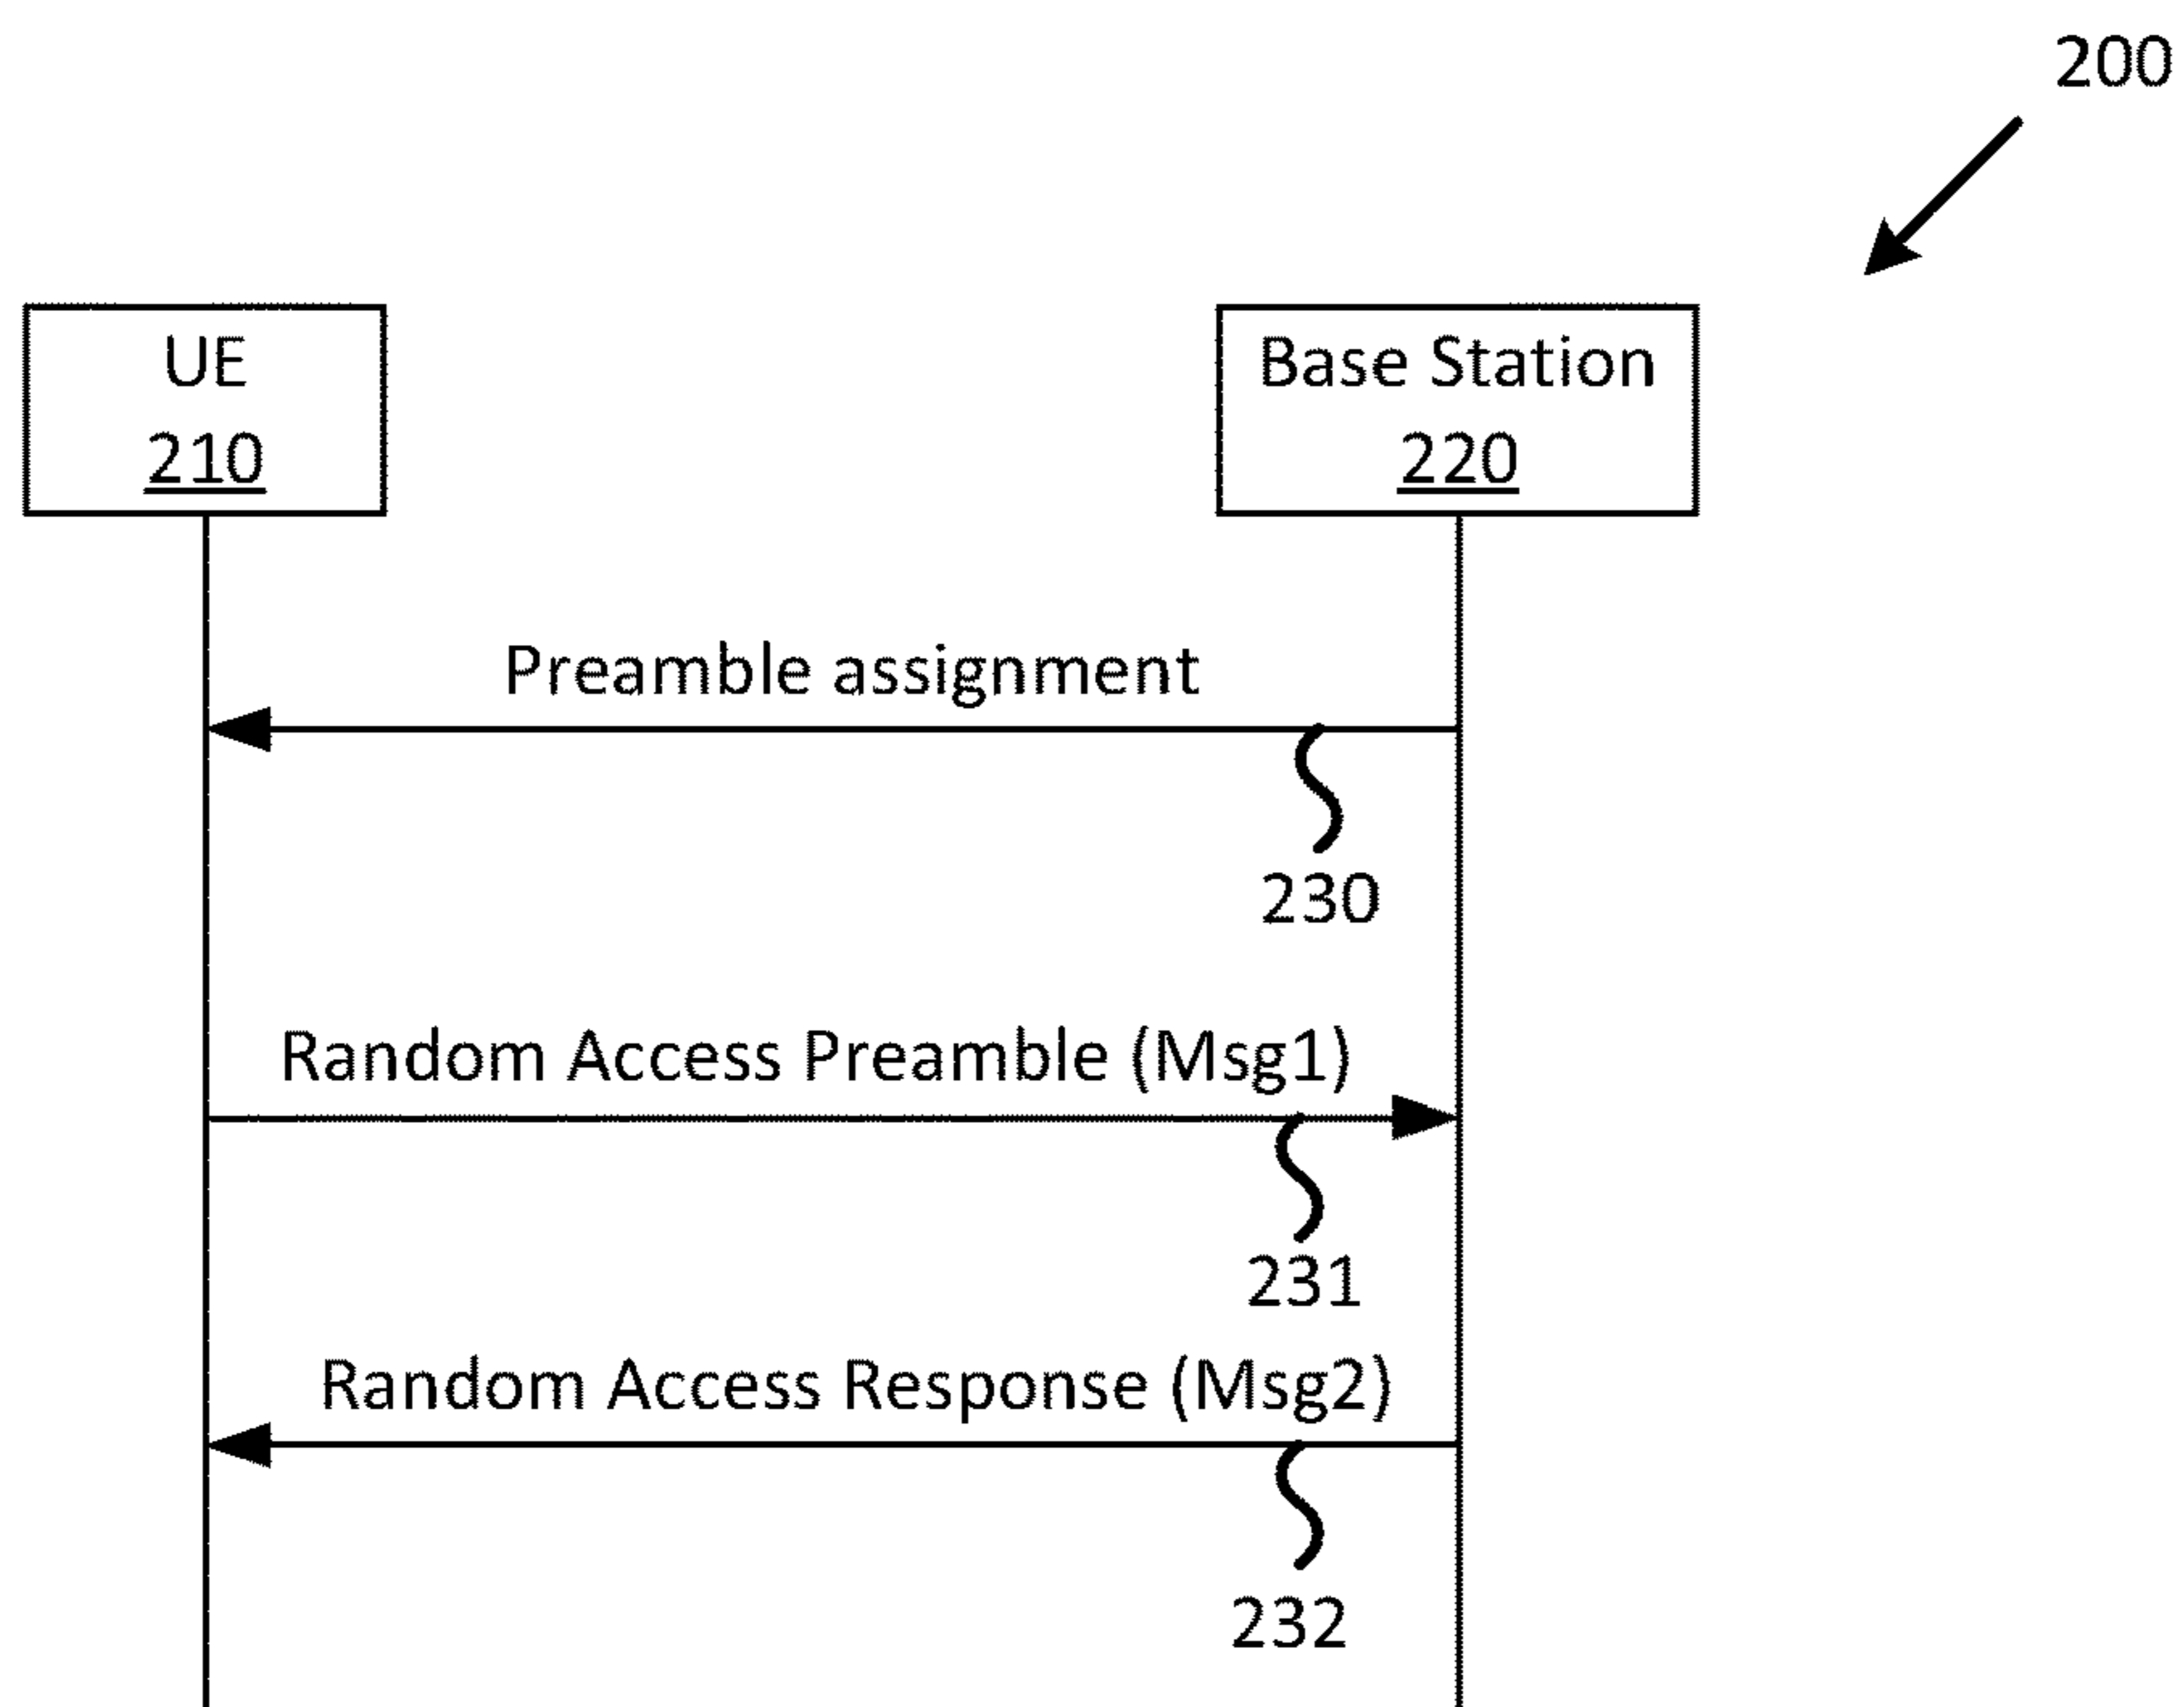 200
UE
210
Base Station
220
Preamble assignment
230
Random Access Preamble (Msg1)
231
Random Access Response (Msg2)
232